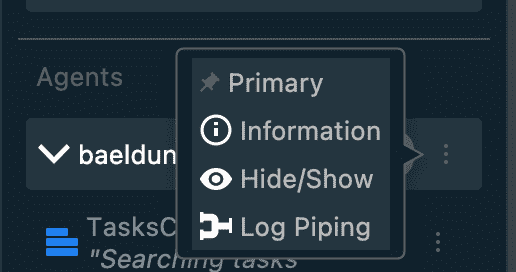 Agents
Primary
Information
baeldun
Hide/Show
TasksC
Log Piping
"Searching tasks